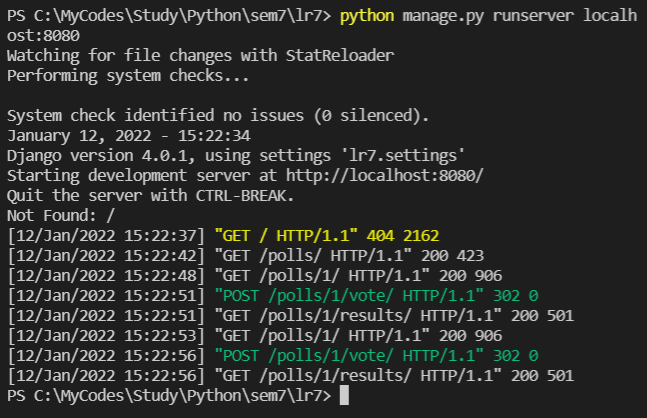 PS C:\MyCodes\Study\Python\sem7\lr7> python manage.py runserver localh
ost:8080
Watching for file changes with StatReloader
Performing system checks...
System check identified no issues (0 silenced).
January 12, 2022 - 15:22:34
Django version 4.0.1, using settings 'lr7.settings'
Starting development server at http://localhost:8080/
Quit the server with CTRL-BREAK.
Not Found: /
[12/Jan/2022 15:22:37] "GET / HTTP/1.1" 404 2162
[12/Jan/2022 15:22:42] "GET /polls/ HTTP/1.1" 200 423
[12/Jan/2022 15:22:48] "GET /polls/1/ HTTP/1.1" 200 906
[12/Jan/2022 15:22:51] "POST /polls/1/vote/ HTTP/1.1" 302 0
[12/Jan/2022 15:22:51] "GET /polls/1/results/ HTTP/1.1" 200 501
[12/Jan/2022 15:22:53] "GET /polls/1/ HTTP/1.1" 200 906
[12/Jan/2022 15:22:56] "POST /polls/1/vote/ HTTP/1.1" 302 0
[12/Jan/2022 15:22:56] "GET /polls/1/results/ HTTP/1.1" 200 501
PS C:\MyCodes\Study\Python\sem7\lr7>